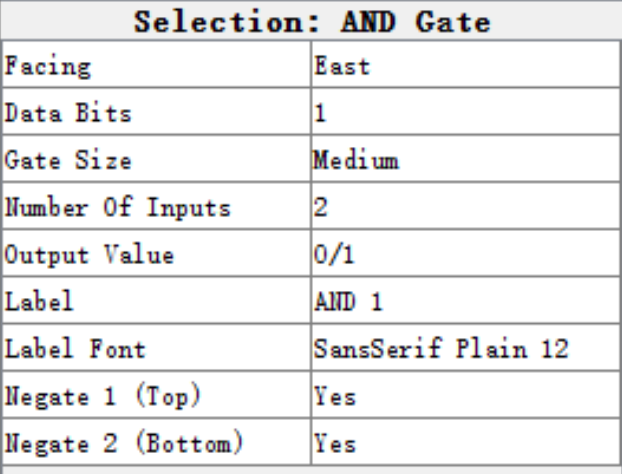 Selection: AND Gate
Facing East
Data Bits 1
Gate Size Medium
Number Of Inputs 2
Output Value 0/1
Label AND 1
Label Font SansSerif Plain 12
Negate 1 (Top) Yes
Negate 2 (Bottom) Yes